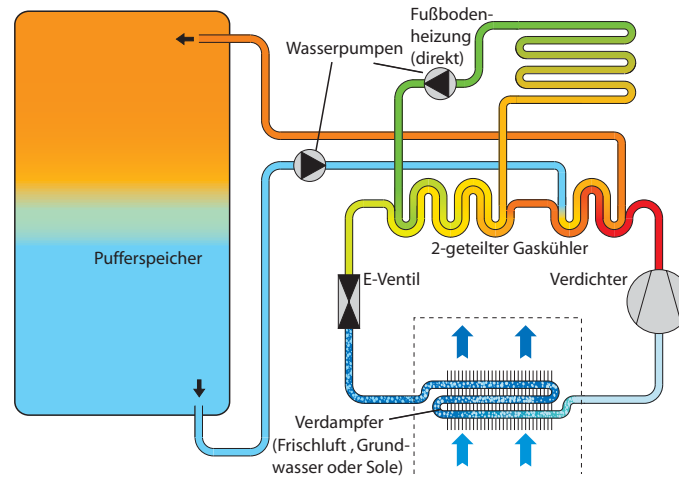 Fußboden-
heizung
(direkt)
Wasserpumpen
Pufferspeicher
2-geteilter Gaskühler
E-Ventil
Verdichter
Verdampfer
(Frischluft , Grund-
wasser oder Sole)